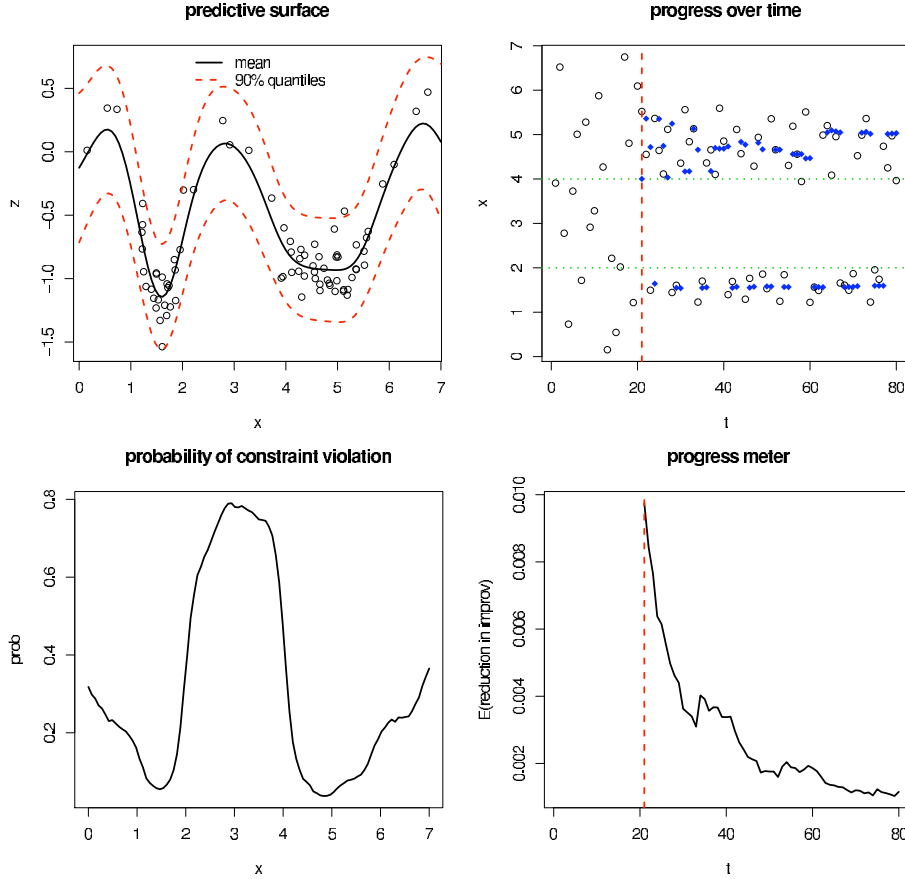 predictive surface
mean
90% quantiles
z
0.5
0.0
−0.5
−1.0
−1.5
0 1 2 3 4 5 6 7
x
progress over time
x
7
6
5
4
3
2
1
0
0 20 40 60 80
t
probability of constraint violation
prob
0.8
0.6
0.4
0.2
0 1 2 3 4 5 6 7
x
progress meter
E(reduction in improv)
0.010
0.008
0.006
0.004
0.002
0 20 40 60 80
t